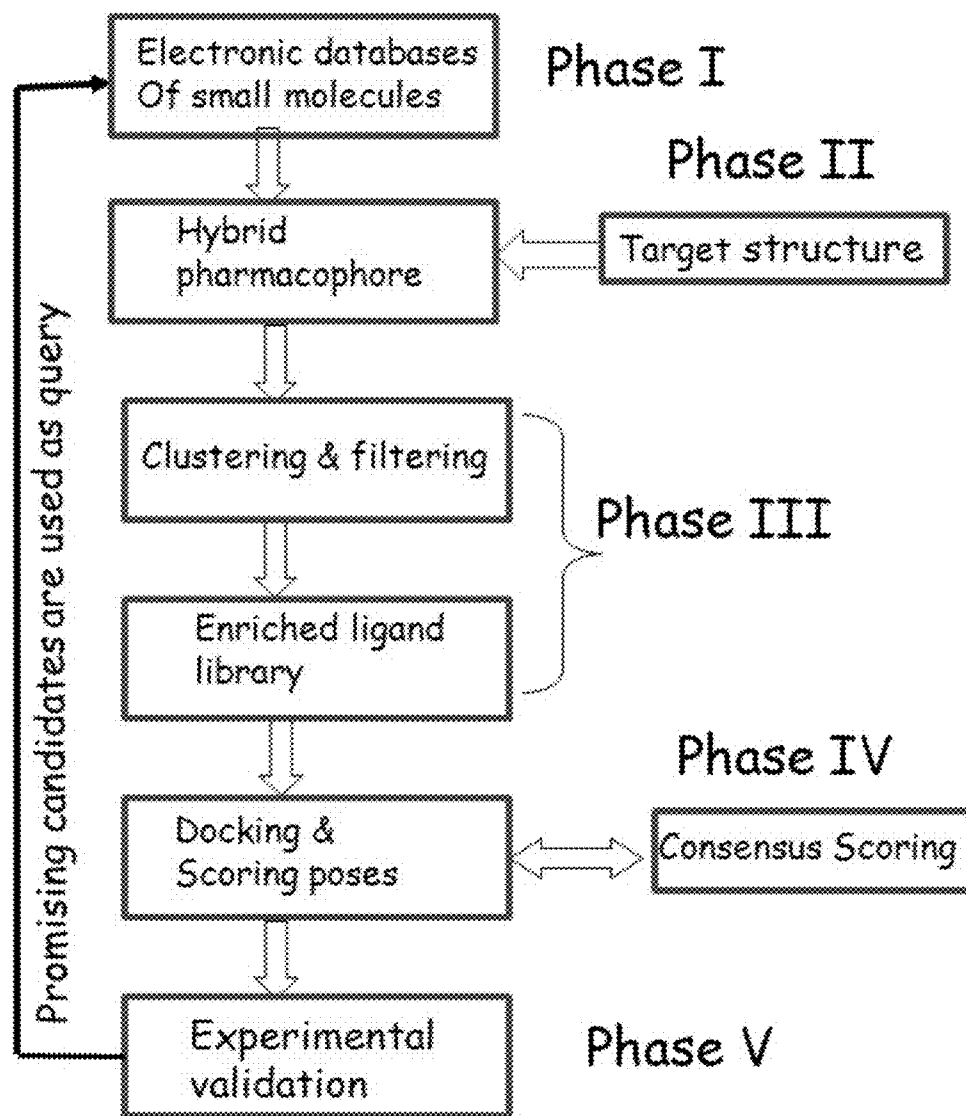 Electronic databases
Of small molecules
Phase I
Phase II
Hybrid
pharmacophore
Target structure
Clustering & filtering
Phase III
Enriched ligand
library
Phase IV
Docking &
Scoring poses
Consensus Scoring
Experimental
validation
Phase V
Promising candidates are used as query